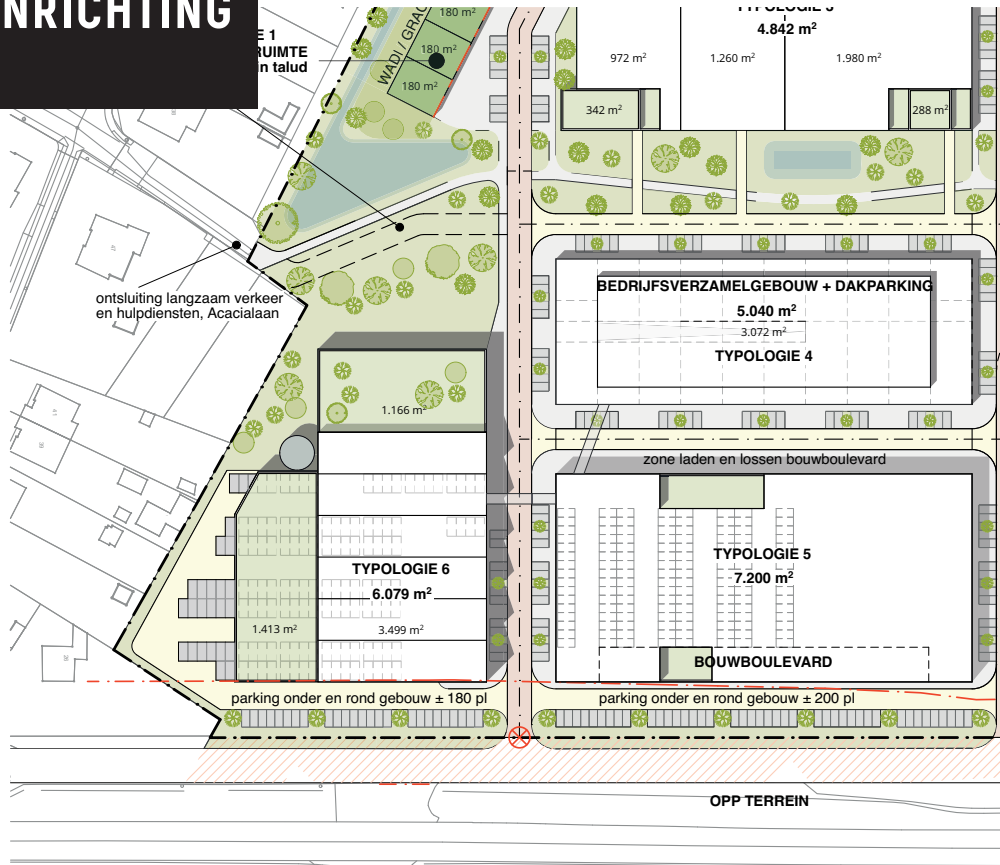 NRICHTING
E 1
RUIMTE
in talud
WADI / GRAC
180 m²
180 m²
180 m²
4.842 m²
972 m²
1.260 m²
1.980 m²
342 m²
288 m²
ontsluiting langzaam verkeer
en hulpdiensten, Acacialaan
BEDRIJFSVERZAMELGEBOUW + DAKPARKING
5.040 m²
3.072 m²
TYPOLOGIE 4
1.166 m²
zone laden en lossen bouwboulevard
TYPOLOGIE 5
7.200 m²
TYPOLOGIE 6
6.079 m²
1.413 m²
3.499 m²
BOUWBOULEVARD
parking onder en rond gebouw ± 180 pl
parking onder en rond gebouw ± 200 pl
OPP TERREIN